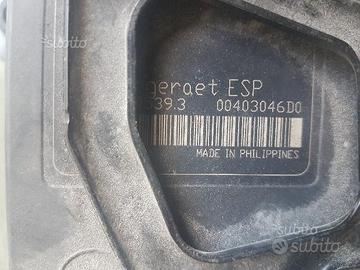 geraet ESP
39.3 00403046D0
MADE IN PHILIPPINES
subito
subito